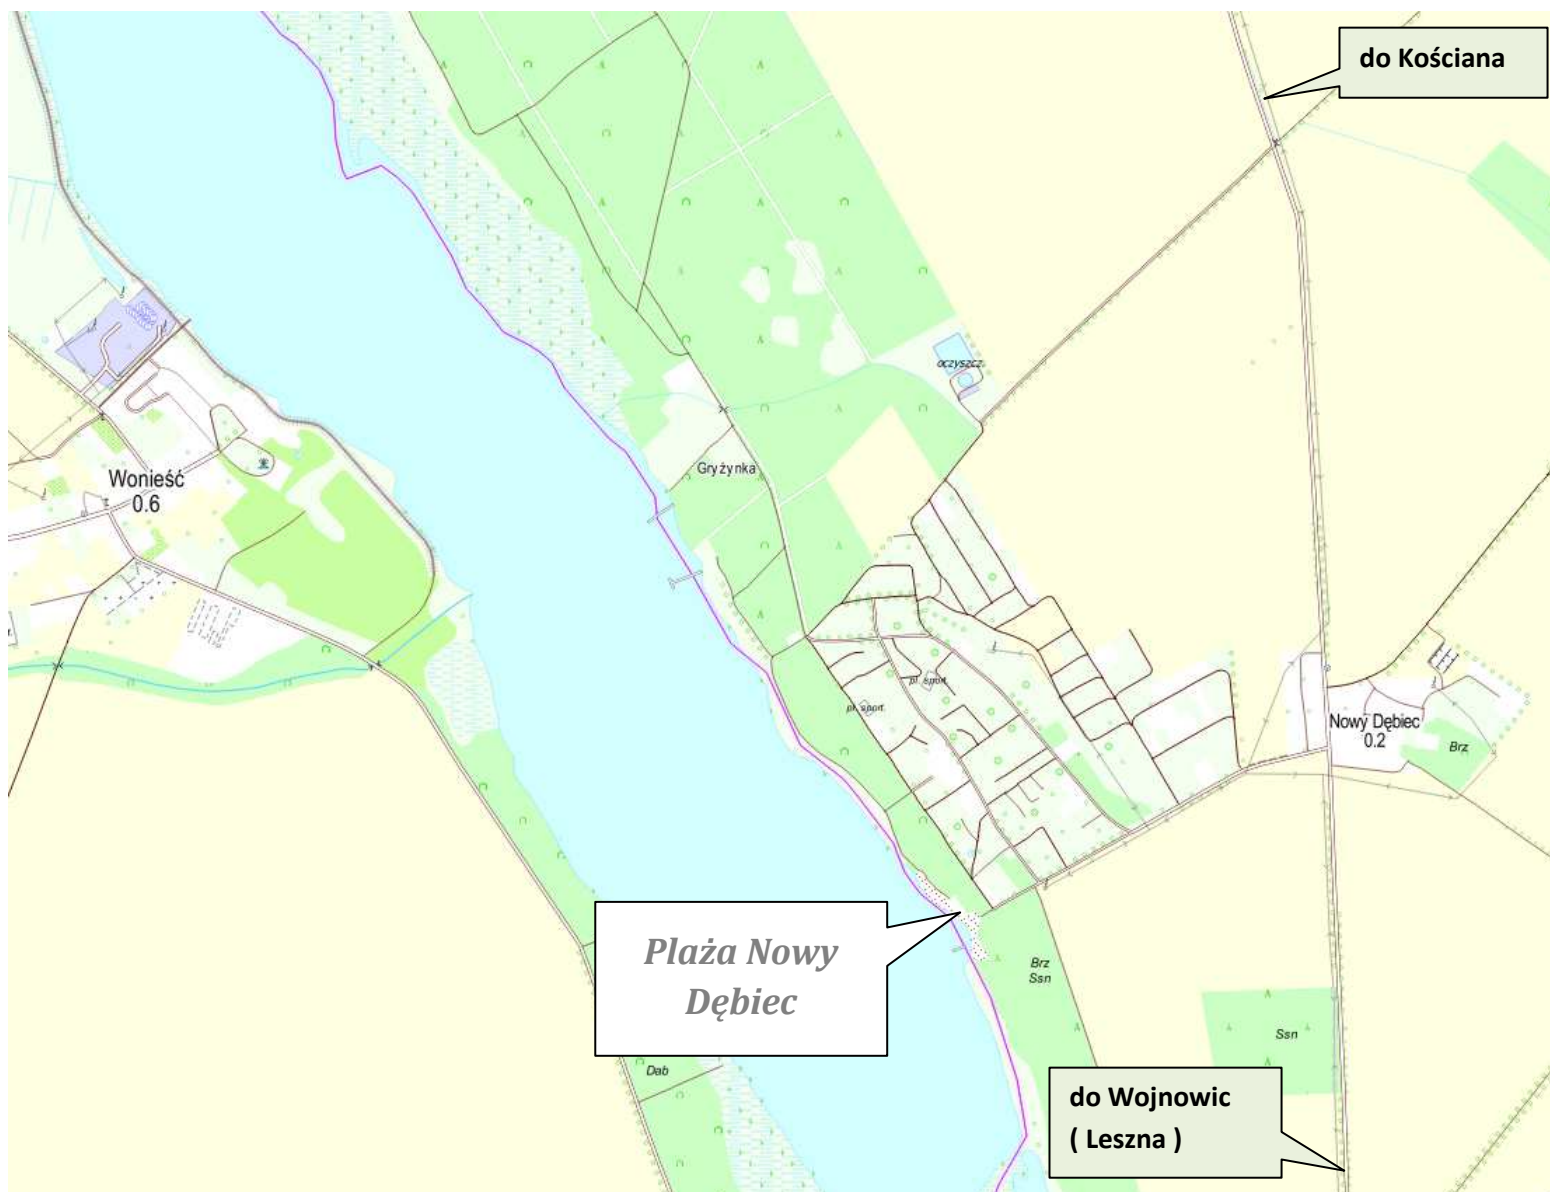 do Kościana
oczyszcz.
Gryżynka
Wonieść
0.6
pl. sport.
pl. sport.
Nowy Dębiec
0.2
Brz
Plaża Nowy
Dębiec
Brz
Ssn
Ssn
Dab
do Wojnowic
( Leszna )